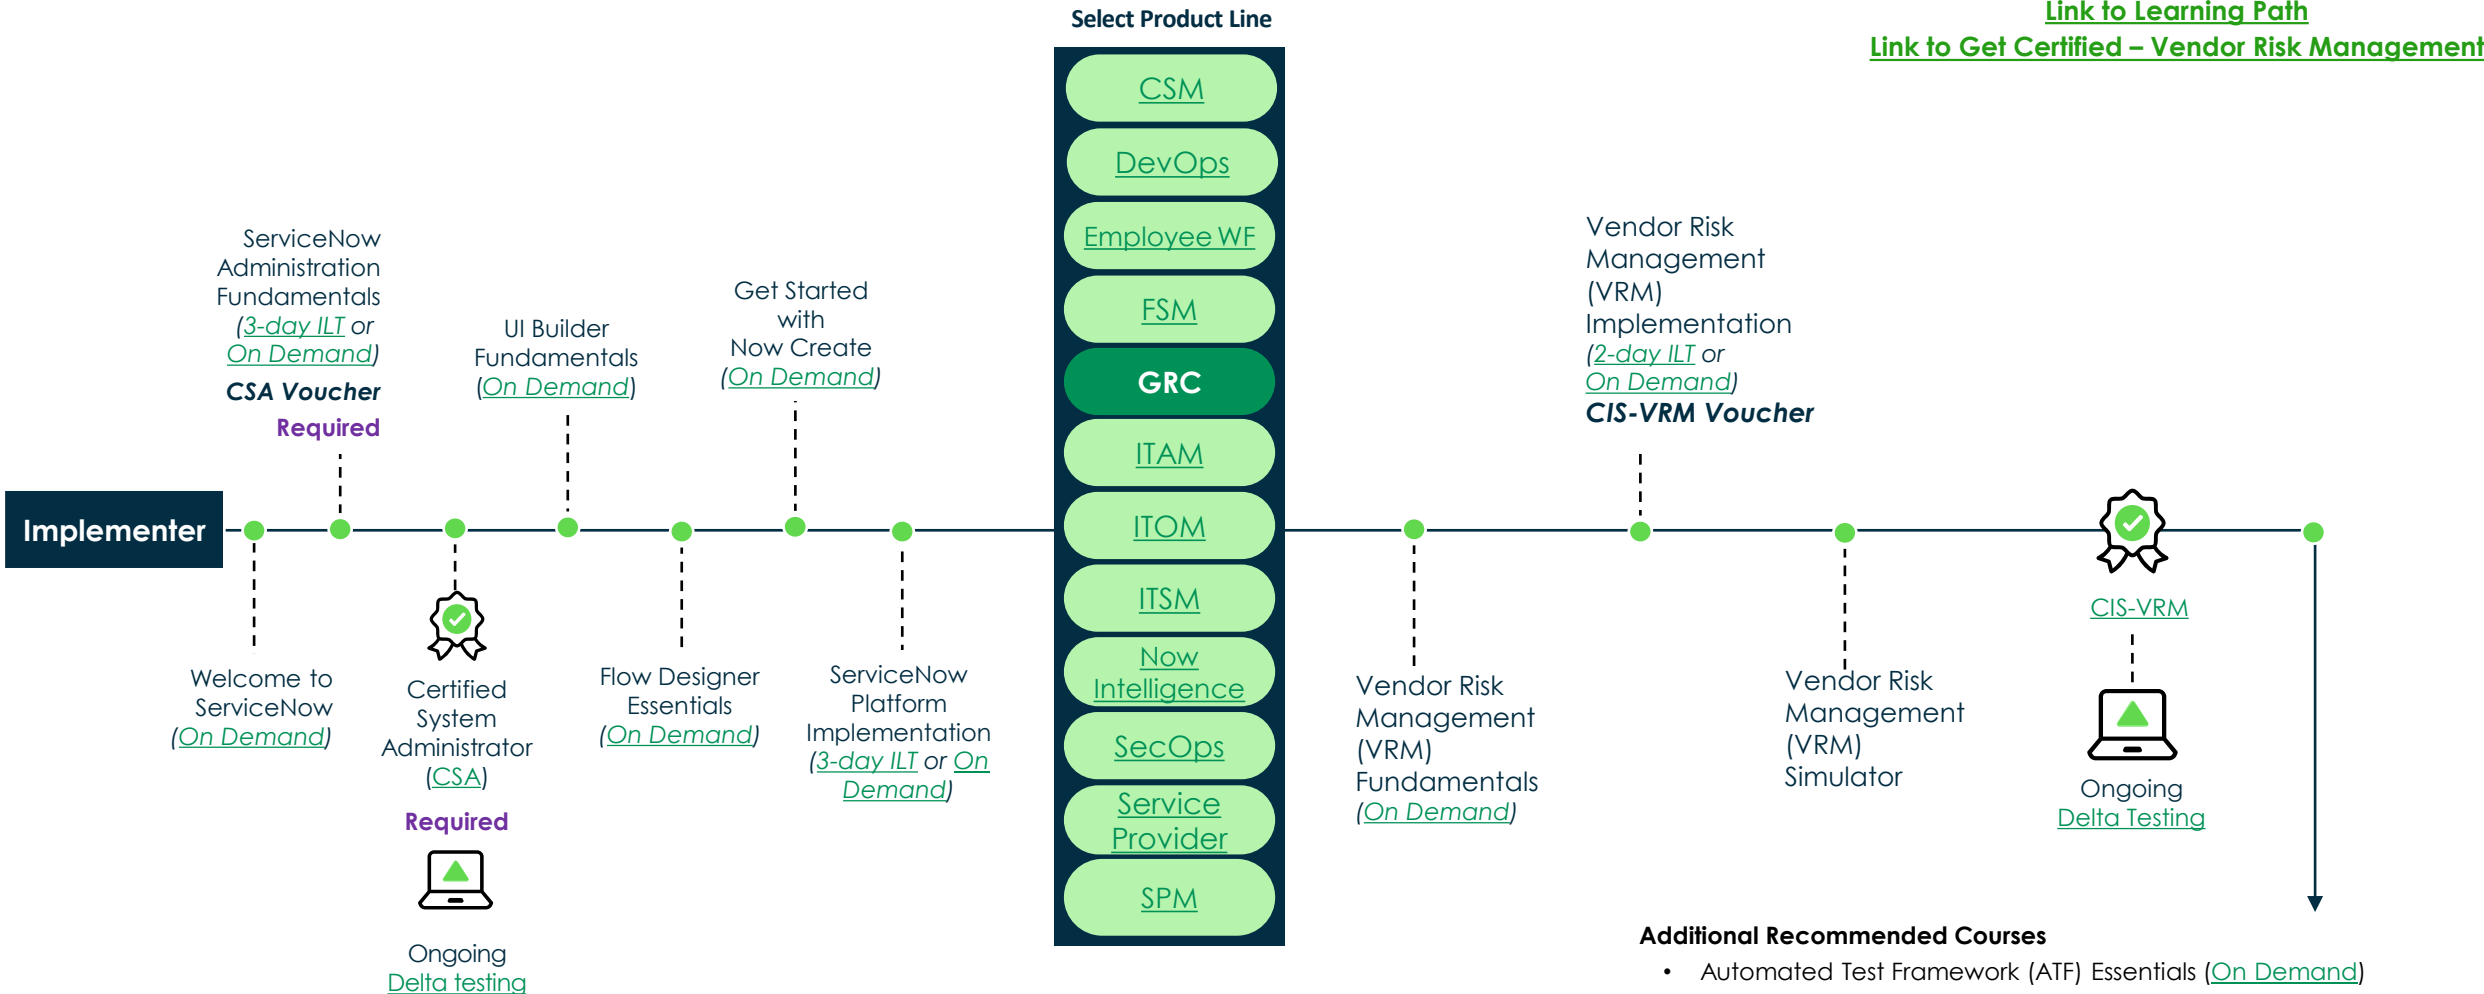 Select Product Line
Link to Learning Path
Link to Get Certified – Vendor Risk Management
CSM
DevOps
Employee WF
FSM
GRC
ITAM
ITOM
ITSM
Now
Intelligence
SecOps
Service
Provider
SPM
Implementer
Welcome to
ServiceNow
(On Demand)
ServiceNow
Administration
Fundamentals
(3-day ILT or
On Demand)
CSA Voucher
Required
Certified
System
Administrator
(CSA)
Required
Ongoing
Delta testing
UI Builder
Fundamentals
(On Demand)
Flow Designer
Essentials
(On Demand)
Get Started
with
Now Create
(On Demand)
ServiceNow
Platform
Implementation
(3-day ILT or On
Demand)
Vendor Risk
Management
(VRM)
Fundamentals
(On Demand)
Vendor Risk
Management
(VRM)
Implementation
(2-day ILT or
On Demand)
CIS-VRM Voucher
Vendor Risk
Management
(VRM)
Simulator
CIS-VRM
Ongoing
Delta Testing
Additional Recommended Courses
• Automated Test Framework (ATF) Essentials (On Demand)